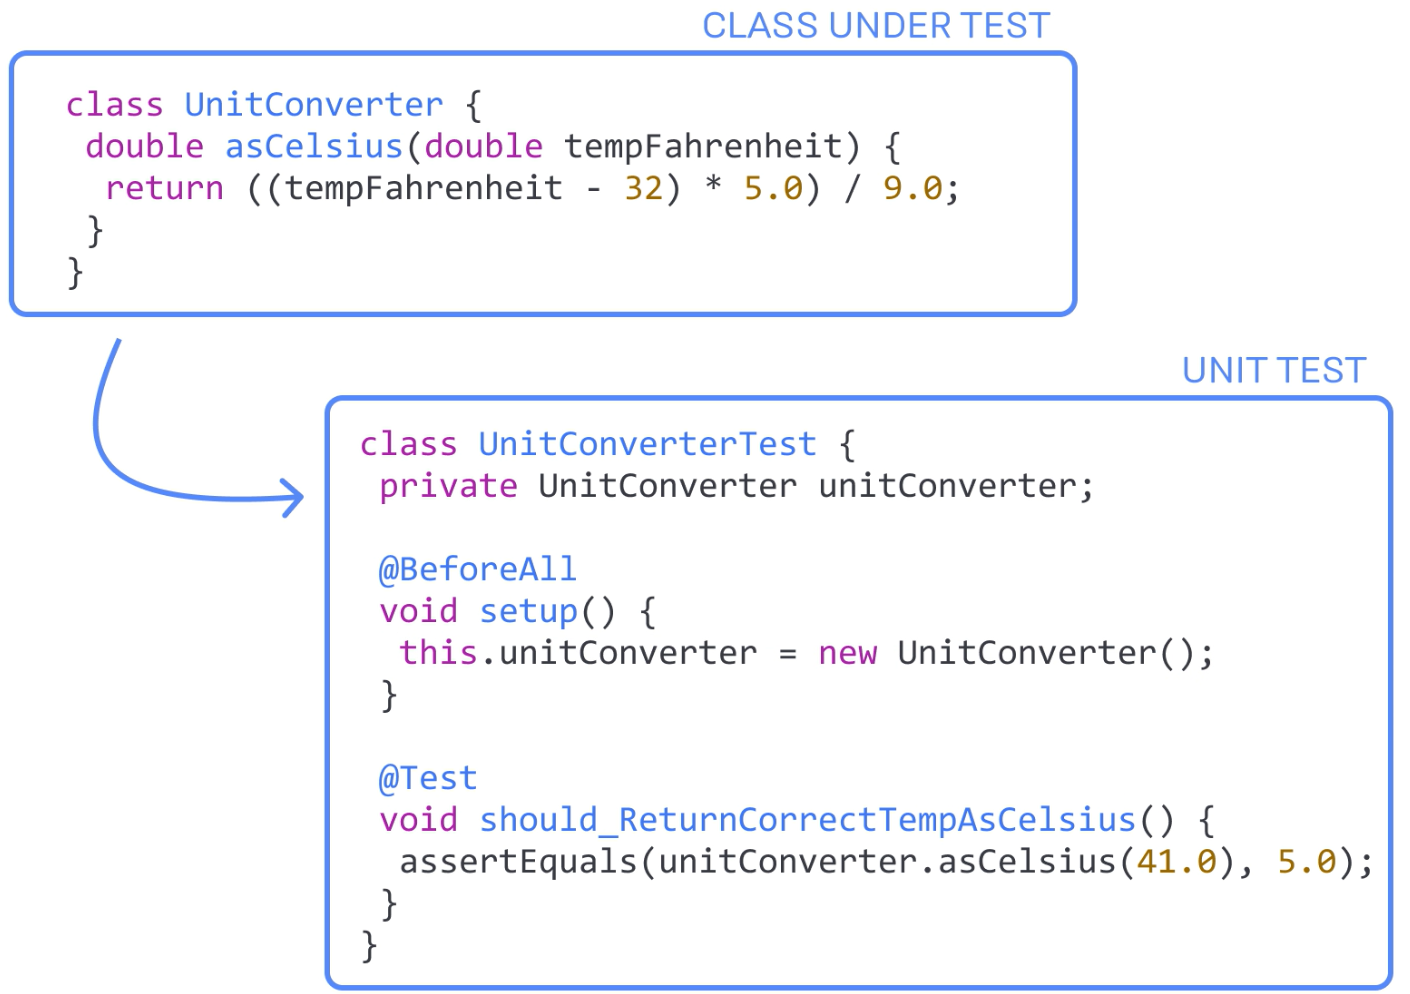 CLASS UNDER TEST
class UnitConverter {
double asCelsius(double tempFahrenheit) {
return ((tempFahrenheit - 32) * 5.0) / 9.0;
}
}
UNIT TEST
class UnitConverterTest {
private UnitConverter unitConverter;
@BeforeAll
void setup() {
this.unitConverter = new UnitConverter();
}
@Test
void should_ReturnCorrectTempAsCelsius() {
assertEquals(unitConverter.asCelsius(41.0), 5.0);
}
}